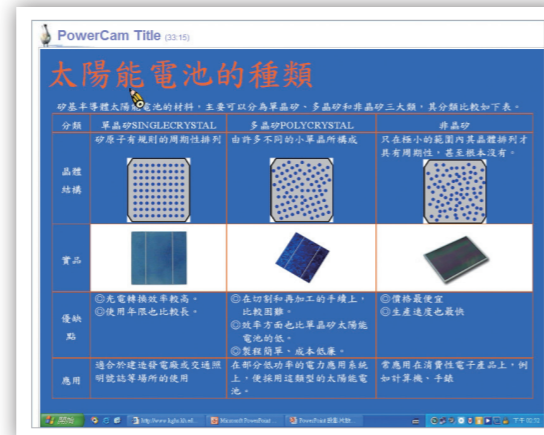 PowerCam Title (33:15)
太陽能電池的種類
矽基半導體太陽能電池的材料，主要可以分為單晶矽、多晶矽和非晶矽三大類，其分類比較如下表。
分類 單晶矽SINGLECRYSTAL 多晶矽POLYCRYSTAL 非晶矽
晶體
結構
矽原子有規則的周期性排列
由許多不同的小單晶所構成
只在極小的範圍內其晶體排列才
具有周期性，甚至根本沒有。
實品
優缺
點
◎光電轉換效率較高。
◎使用年限也比較長。
◎在切割和再加工的手續上，
比較困難。
◎效率方面也比單晶矽太陽能
電池的低。
◎製程簡單、成本低廉。
◎價格最便宜
◎生產速度也最快
應用
適合於建造發電廠或交通照
明號誌等場所的使用
在部分低功率的電力應用系統
上，便採用這類型的太陽能電
池。
常應用在消費性電子產品上，例
如計算機、手錶
Microsoft PowerPoint ...